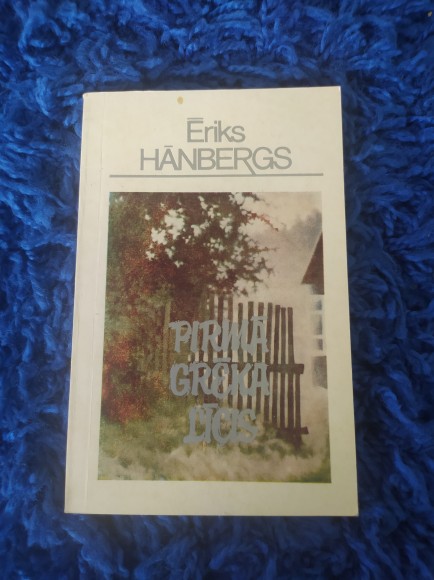 Ēriks
HĀNBERGS
PIRMĀ
GRĒKA
LĪCIS